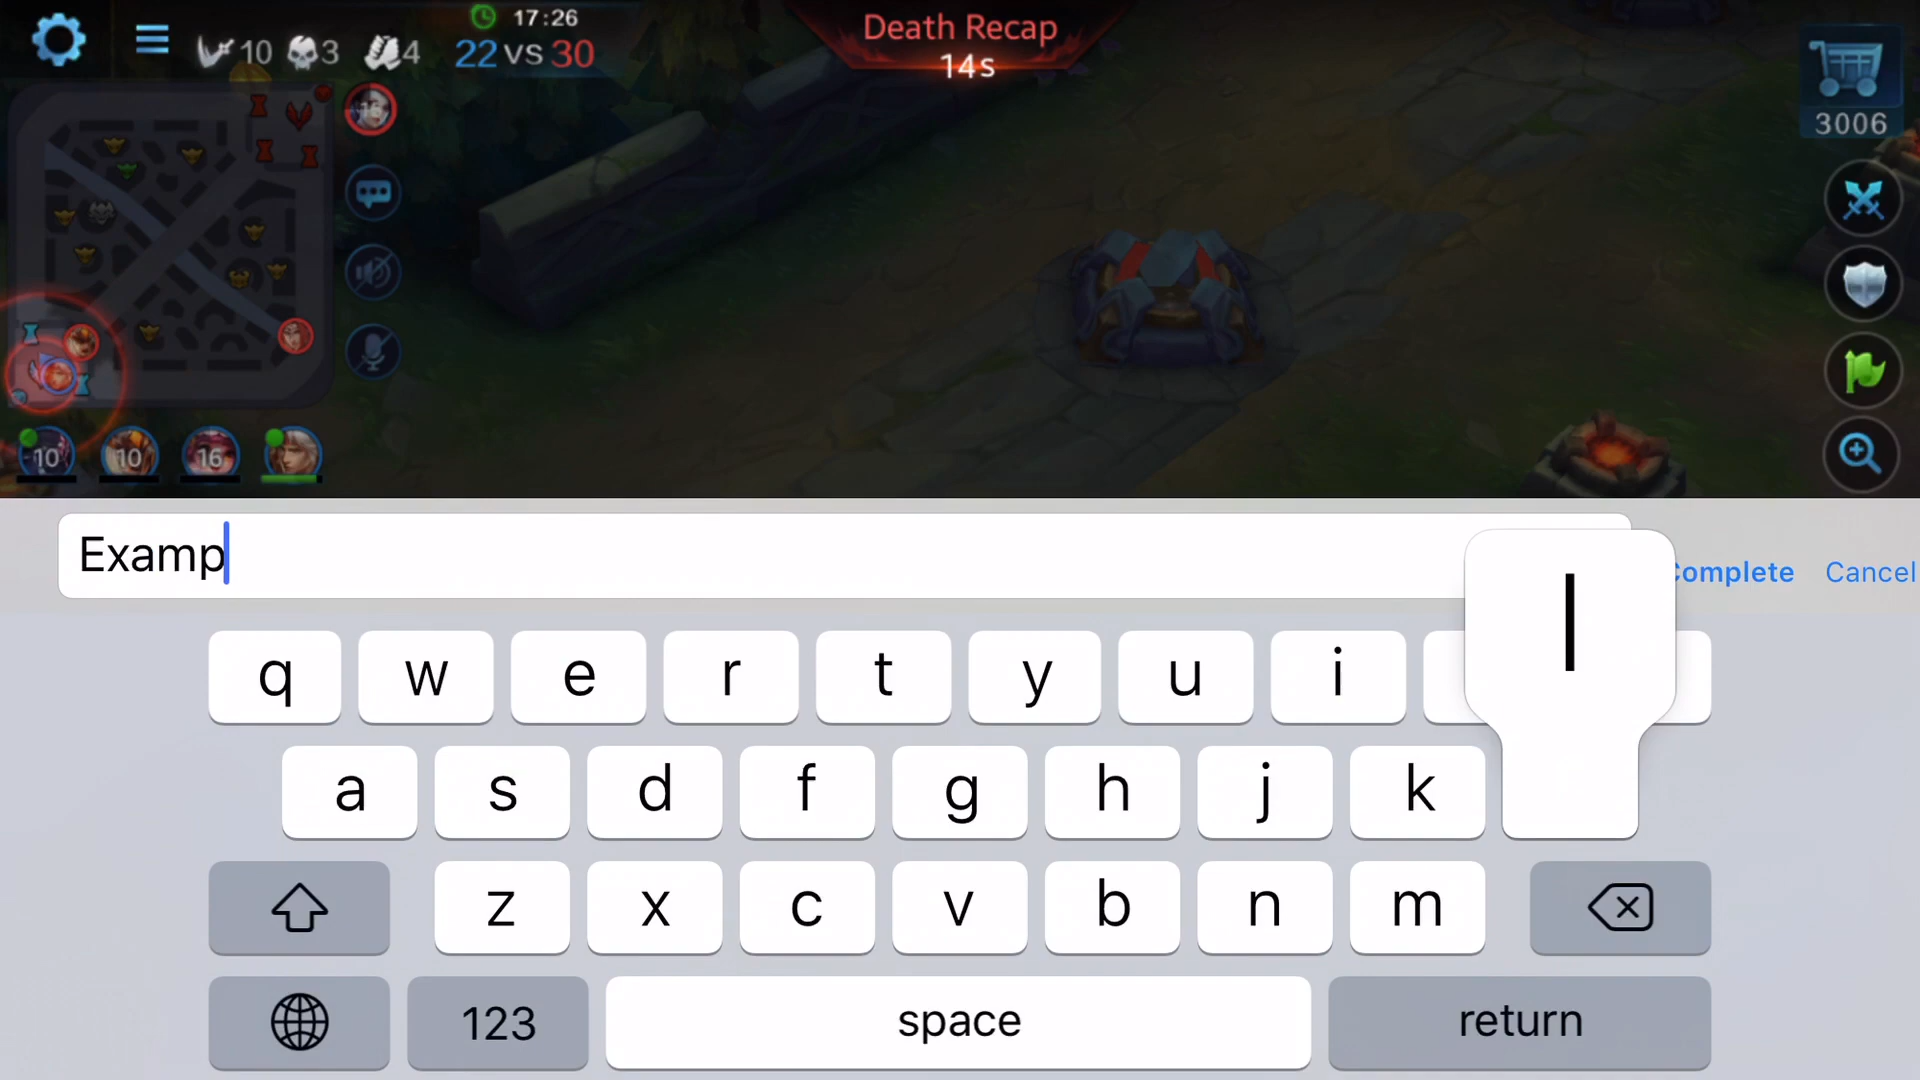 17:26
10 3 4 22 VS 30
Death Recap
14s
3006
10 10 16
Examp
Complete Cancel
l
q w e r t y u i
a s d f g h j k
z x c v b n m
123 space return